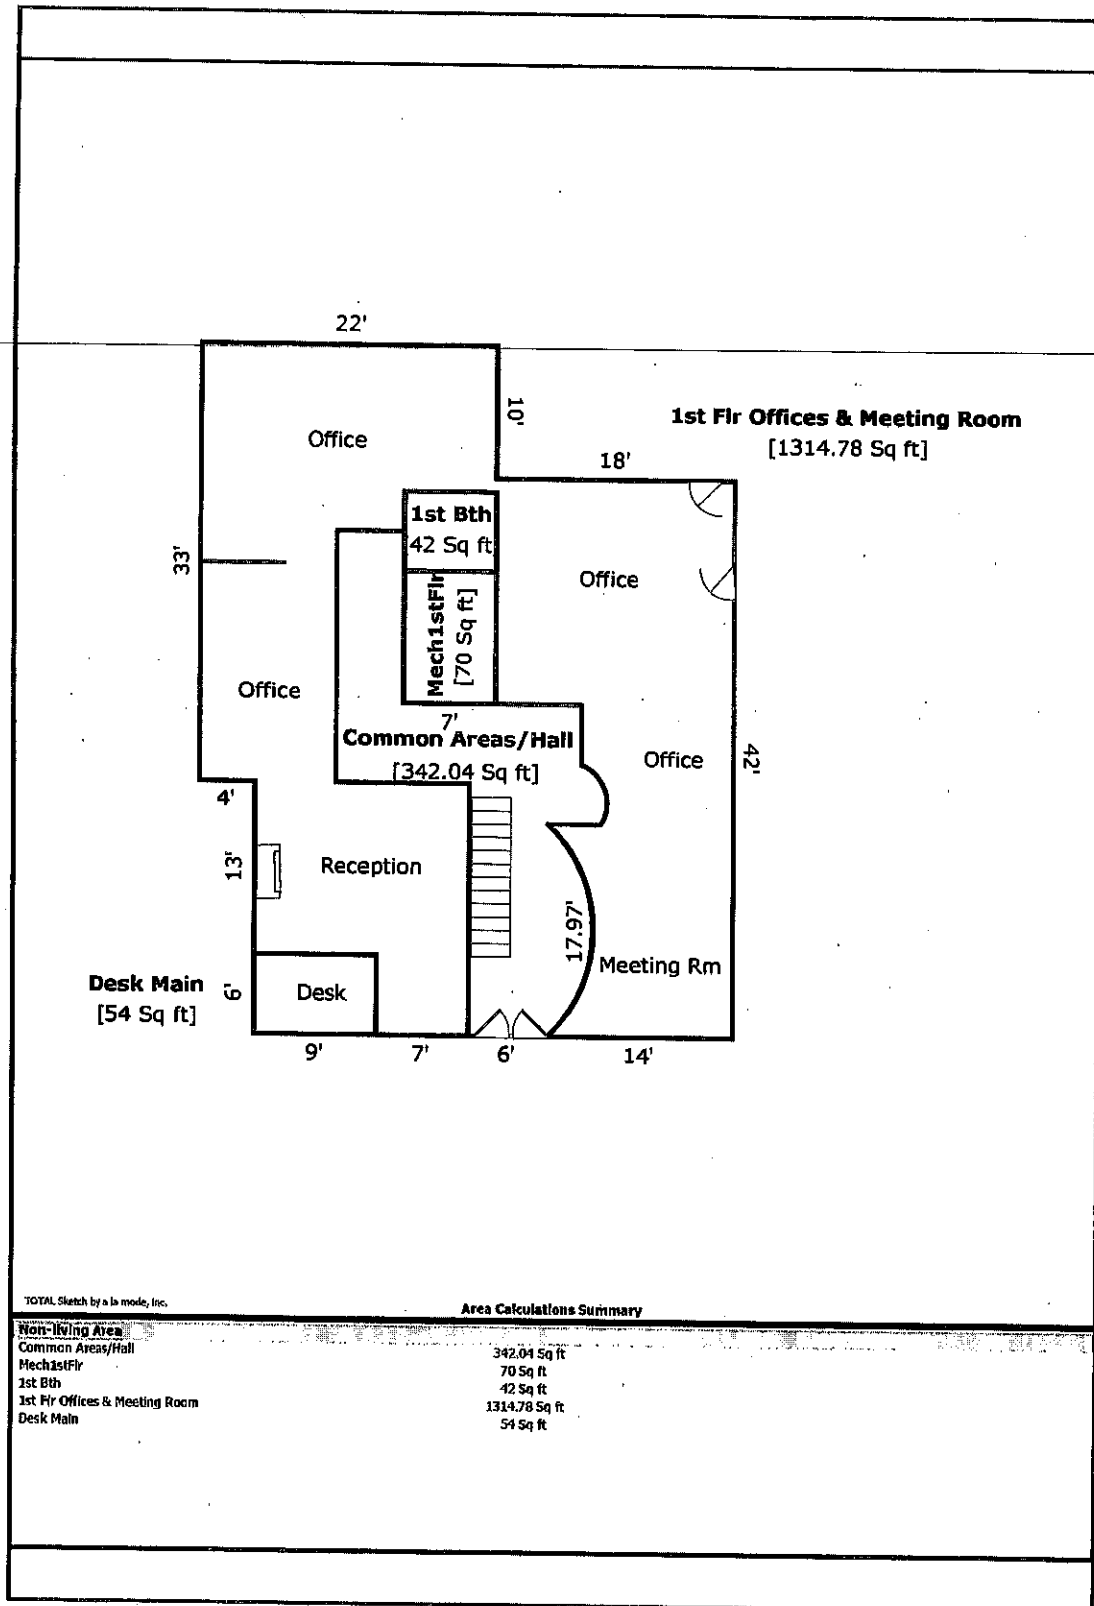 22'
10'
1st Flr Offices & Meeting Room
[1314.78 Sq ft]
18'
Office
1st Bth
42 Sq ft
33'
Office
Mech1stFlr
[70 Sq ft]
Office
7'
Common Areas/Hall
[342.04 Sq ft]
Office
42'
4'
13'
Reception
17.97'
Meeting Rm
Desk Main
[54 Sq ft]
6'
Desk
9'
7'
6'
14'
TOTAL Sketch by a la mode, inc.
Area Calculations Summary
Non-living Area
Common Areas/Hall 342.04 Sq ft
Mech1stFlr 70 Sq ft
1st Bth 42 Sq ft
1st Flr Offices & Meeting Room 1314.78 Sq ft
Desk Main 54 Sq ft